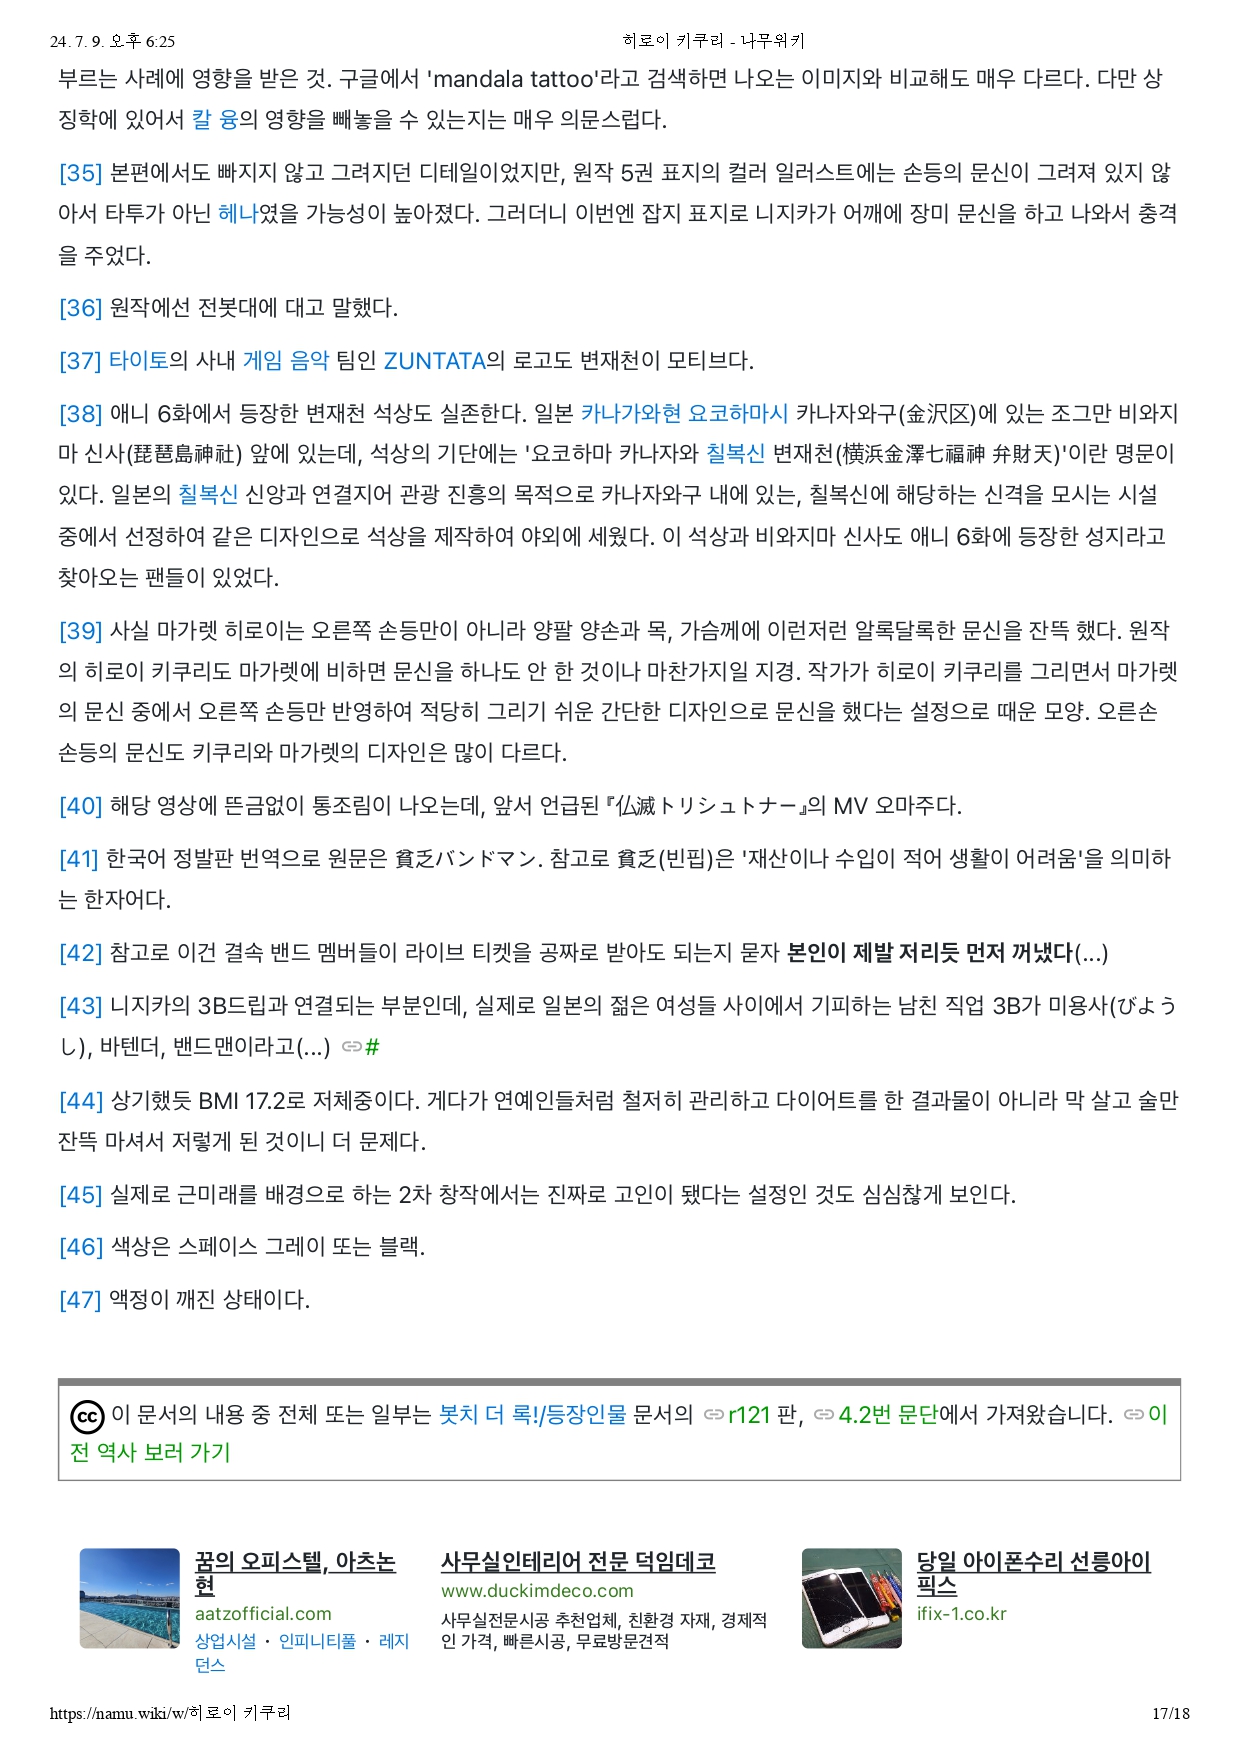 24. 7. 9. 오후 6:25
히로이 키쿠리 - 나무위키
부르는 사례에 영향을 받은 것. 구글에서 'mandala tattoo'라고 검색하면 나오는 이미지와 비교해도 매우 다르다. 다만 상
징학에 있어서 칼 융의 영향을 빼놓을 수 있는지는 매우 의문스럽다.
[35] 본편에서도 빠지지 않고 그려지던 디테일이었지만, 원작 5권 표지의 컬러 일러스트에는 손등의 문신이 그려져 있지 않
아서 타투가 아닌 헤나였을 가능성이 높아졌다. 그러더니 이번엔 잡지 표지로 니지카가 어깨에 장미 문신을 하고 나와서 충격
을 주었다.
[36] 원작에선 전봇대에 대고 말했다.
[37] 타이토의 사내 게임 음악 팀인 ZUNTATA의 로고도 변재천이 모티브다.
[38] 애니 6화에서 등장한 변재천 석상도 실존한다. 일본 카나가와현 요코하마시 카나자와구(金沢区)에 있는 조그만 비와지
마 신사(琵琶島神社) 앞에 있는데, 석상의 기단에는 '요코하마 카나자와 칠복신 변재천(横浜金澤七福神 弁財天)'이란 명문이
있다. 일본의 칠복신 신앙과 연결지어 관광 진흥의 목적으로 카나자와구 내에 있는, 칠복신에 해당하는 신격을 모시는 시설
중에서 선정하여 같은 디자인으로 석상을 제작하여 야외에 세웠다. 이 석상과 비와지마 신사도 애니 6화에 등장한 성지라고
찾아오는 팬들이 있었다.
[39] 사실 마가렛 히로이는 오른쪽 손등만이 아니라 양팔 양손과 목, 가슴께에 이런저런 알록달록한 문신을 잔뜩 했다. 원작
의 히로이 키쿠리도 마가렛에 비하면 문신을 하나도 안 한 것이나 마찬가지일 지경. 작가가 히로이 키쿠리를 그리면서 마가렛
의 문신 중에서 오른쪽 손등만 반영하여 적당히 그리기 쉬운 간단한 디자인으로 문신을 했다는 설정으로 때운 모양. 오른손
손등의 문신도 키쿠리와 마가렛의 디자인은 많이 다르다.
[40] 해당 영상에 뜬금없이 통조림이 나오는데, 앞서 언급된 『仏滅トリシュトナー』의 MV 오마주다.
[41] 한국어 정발판 번역으로 원문은 貧乏バンドマン. 참고로 貧乏(빈핍)은 '재산이나 수입이 적어 생활이 어려움'을 의미하
는 한자어다.
[42] 참고로 이건 결속 밴드 멤버들이 라이브 티켓을 공짜로 받아도 되는지 묻자 본인이 제발 저리듯 먼저 꺼냈다(...)
[43] 니지카의 3B드립과 연결되는 부분인데, 실제로 일본의 젊은 여성들 사이에서 기피하는 남친 직업 3B가 미용사(びよう
し), 바텐더, 밴드맨이라고(...) #
[44] 상기했듯 BMI 17.2로 저체중이다. 게다가 연예인들처럼 철저히 관리하고 다이어트를 한 결과물이 아니라 막 살고 술만
잔뜩 마셔서 저렇게 된 것이니 더 문제다.
[45] 실제로 근미래를 배경으로 하는 2차 창작에서는 진짜로 고인이 됐다는 설정인 것도 심심찮게 보인다.
[46] 색상은 스페이스 그레이 또는 블랙.
[47] 액정이 깨진 상태이다.
cc 이 문서의 내용 중 전체 또는 일부는 봇치 더 록!/등장인물 문서의 r121 판, 4.2번 문단에서 가져왔습니다. 이
전 역사 보러 가기
꿈의 오피스텔, 아츠논
현
aatzofficial.com
상업시설 · 인피니티풀 · 레지
던스
사무실인테리어 전문 덕임데코
www.duckimdeco.com
사무실전문시공 추천업체, 친환경 자재, 경제적
인 가격, 빠른시공, 무료방문견적
당일 아이폰수리 선릉아이
픽스
ifix-1.co.kr
https://namu.wiki/w/히로이 키쿠리
17/18